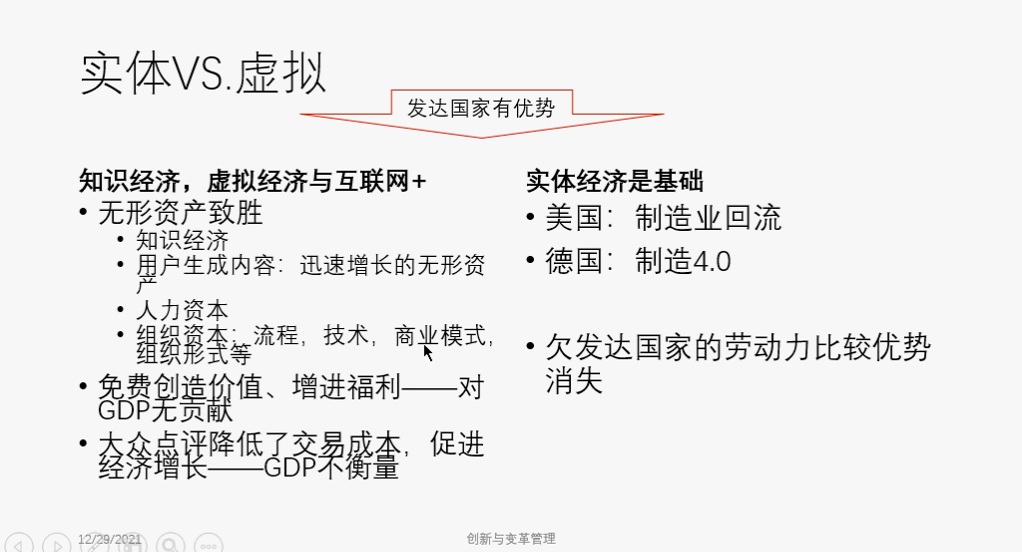 实体VS.虚拟
发达国家有优势
知识经济，虚拟经济与互联网+
• 无形资产致胜
• 知识经济
• 用户生成内容：迅速增长的无形资
产
• 人力资本
• 组织资本：流程，技术，商业模式，
组织形式等
• 免费创造价值、增进福利——对
GDP无贡献
• 大众点评降低了交易成本，促进
经济增长——GDP不衡量
实体经济是基础
• 美国：制造业回流
• 德国：制造4.0
• 欠发达国家的劳动力比较优势
消失
12/29/2021
创新与变革管理